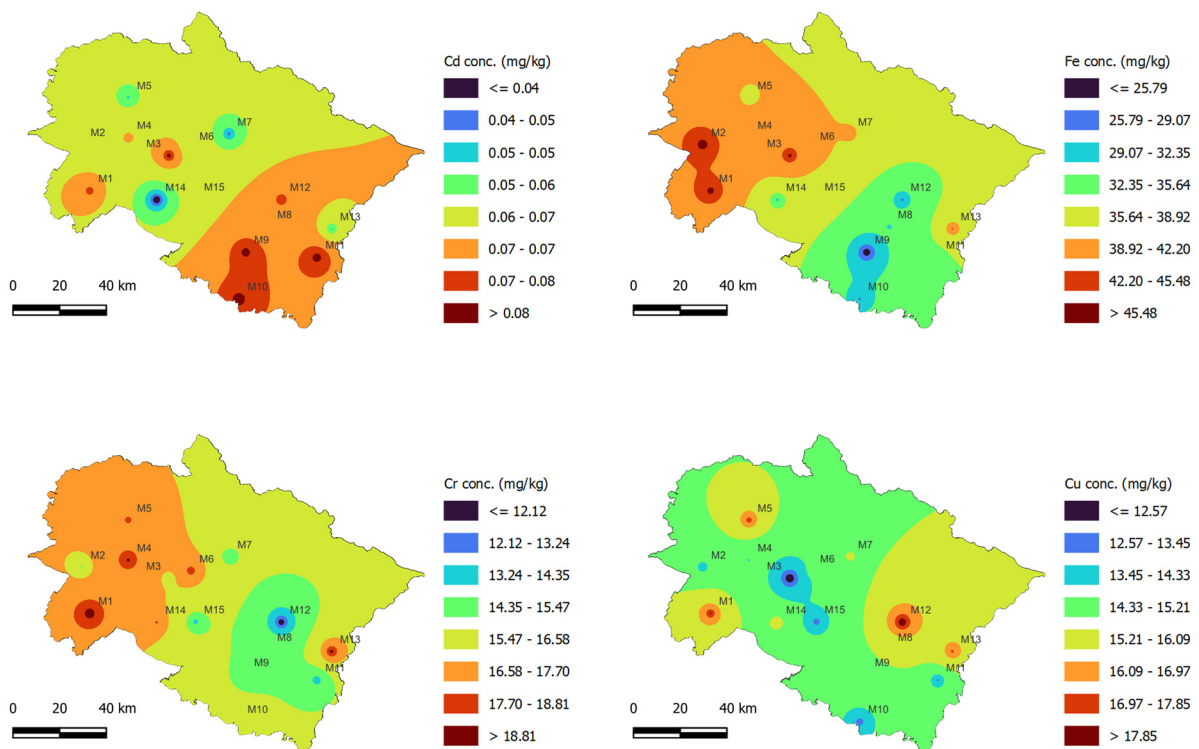 Cd conc. (mg/kg)
<= 0.04
0.04 - 0.05
0.05 - 0.05
0.05 - 0.06
0.06 - 0.07
0.07 - 0.07
0.07 - 0.08
> 0.08
M5
M2
M4
M3
M6
M7
M1
M14
M15
M12
M8
M13
M9
M11
M10
0 20 40 km
Fe conc. (mg/kg)
<= 25.79
25.79 - 29.07
29.07 - 32.35
32.35 - 35.64
35.64 - 38.92
38.92 - 42.20
42.20 - 45.48
> 45.48
M5
M2
M4
M3
M6
M7
M1
M14
M15
M12
M8
M13
M9
M11
M10
0 20 40 km
Cr conc. (mg/kg)
<= 12.12
12.12 - 13.24
13.24 - 14.35
14.35 - 15.47
15.47 - 16.58
16.58 - 17.70
17.70 - 18.81
> 18.81
M5
M2
M4
M3
M6
M7
M1
M14
M15
M12
M8
M13
M9
M11
M10
0 20 40 km
Cu conc. (mg/kg)
<= 12.57
12.57 - 13.45
13.45 - 14.33
14.33 - 15.21
15.21 - 16.09
16.09 - 16.97
16.97 - 17.85
> 17.85
M5
M2
M4
M3
M6
M7
M1
M14
M15
M12
M8
M13
M9
M11
M10
0 20 40 km